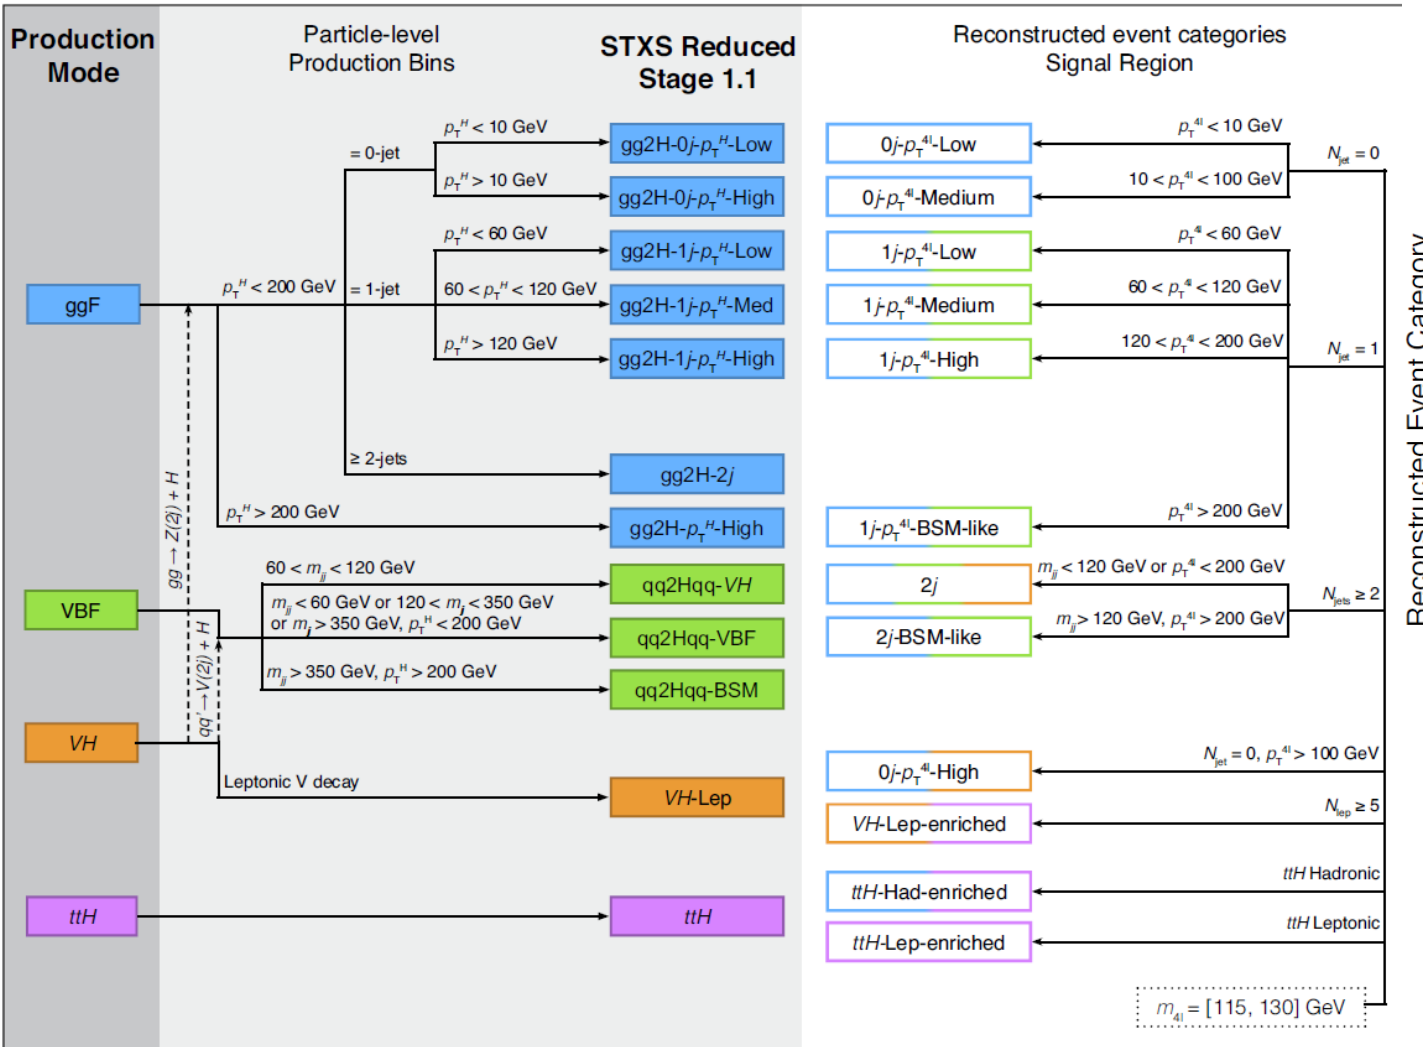 Production
Mode
Particle-level
Production Bins
STXS Reduced
Stage 1.1
Reconstructed event categories
Signal Region
p_T^H < 10 GeV
gg2H-0j-p_T^H-Low
0j-p_T^4l-Low
p_T^4l < 10 GeV
= 0-jet
N_jet = 0
p_T^H > 10 GeV
gg2H-0j-p_T^H-High
0j-p_T^4l-Medium
10 < p_T^4l < 100 GeV
p_T^H < 60 GeV
gg2H-1j-p_T^H-Low
1j-p_T^4l-Low
p_T^4l < 60 GeV
ggF
p_T^H < 200 GeV
= 1-jet
60 < p_T^H < 120 GeV
gg2H-1j-p_T^H-Med
1j-p_T^4l-Medium
60 < p_T^4l < 120 GeV
p_T^H > 120 GeV
gg2H-1j-p_T^H-High
1j-p_T^4l-High
120 < p_T^4l < 200 GeV
N_jet = 1
≥ 2-jets
gg2H-2j
p_T^H > 200 GeV
gg2H-p_T^H-High
1j-p_T^4l-BSM-like
p_T^4l > 200 GeV
gg → Z(2j) + H
60 < m_jj < 120 GeV
qq2Hqq-VH
2j
m_jj < 120 GeV or p_T^4l < 200 GeV
VBF
m_jj < 60 GeV or 120 < m_jj < 350 GeV
or m_jj > 350 GeV, p_T^H < 200 GeV
qq2Hqq-VBF
2j-BSM-like
m_jj > 120 GeV, p_T^4l > 200 GeV
N_jets ≥ 2
qq' → V(2j) + H
m_jj > 350 GeV, p_T^H > 200 GeV
qq2Hqq-BSM
VH
Leptonic V decay
VH-Lep
0j-p_T^4l-High
N_jet = 0, p_T^4l > 100 GeV
VH-Lep-enriched
N_lep ≥ 5
ttH
ttH
ttH-Had-enriched
ttH Hadronic
ttH-Lep-enriched
ttH Leptonic
m_4l = [115, 130] GeV
Reconstructed Event Category